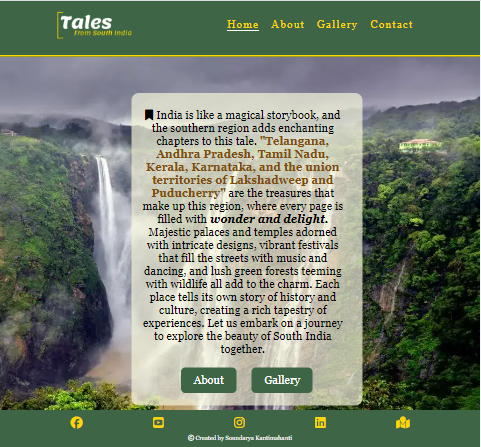 Tales
From South India
Home About Gallery Contact
India is like a magical storybook, and
the southern region adds enchanting
chapters to this tale. "Telangana,
Andhra Pradesh, Tamil Nadu,
Kerala, Karnataka, and the union
territories of Lakshadweep and
Puducherry" are the treasures that
make up this region, where every page is
filled with wonder and delight.
Majestic palaces and temples adorned
with intricate designs, vibrant festivals
that fill the streets with music and
dancing, and lush green forests teeming
with wildlife all add to the charm. Each
place tells its own story of history and
culture, creating a rich tapestry of
experiences. Let us embark on a journey
to explore the beauty of South India
together.
About Gallery
© Created by Soundarya Kantimahanti